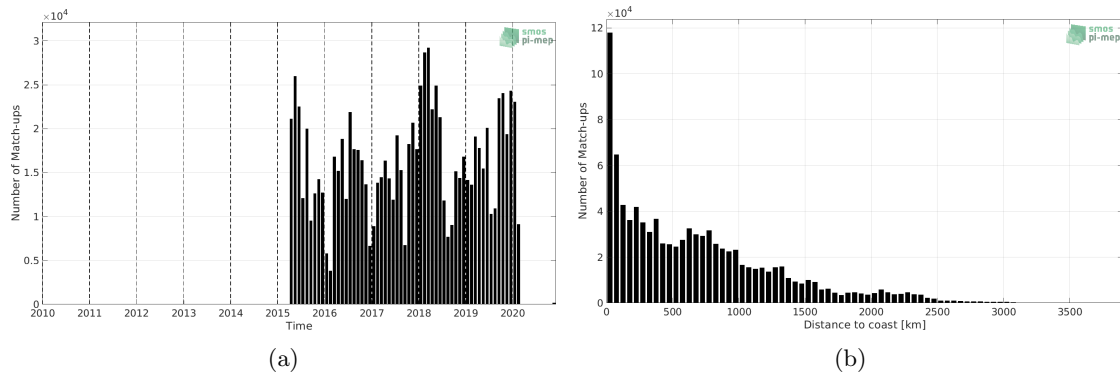 ×10⁴
3
2.5
2
1.5
1
0.5
0
Number of Match-ups
2010 2011 2012 2013 2014 2015 2016 2017 2018 2019 2020
Time
smos
pi-mep
(a)
×10⁴
12
10
8
6
4
2
0
Number of Match-ups
0 500 1000 1500 2000 2500 3000 3500
Distance to coast [km]
smos
pi-mep
(b)